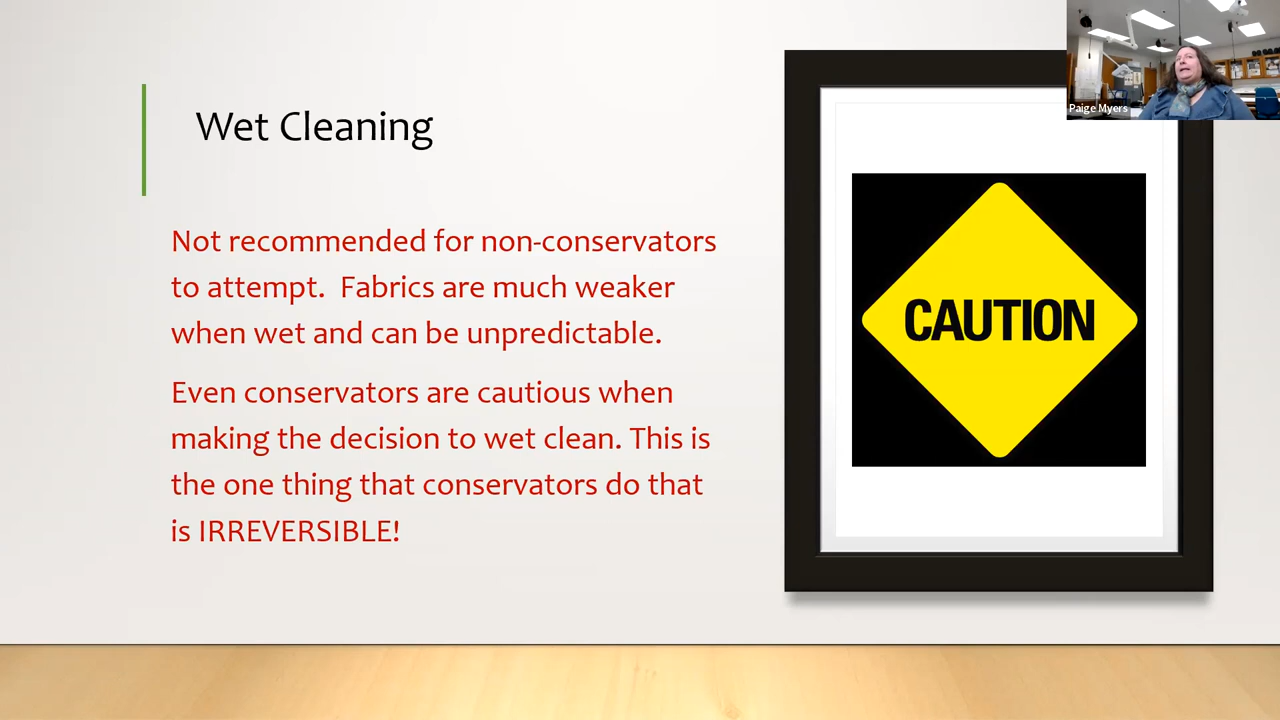 Wet Cleaning
Not recommended for non-conservators
to attempt.  Fabrics are much weaker
when wet and can be unpredictable.
Even conservators are cautious when
making the decision to wet clean. This is
the one thing that conservators do that
is IRREVERSIBLE!
CAUTION
Paige Myers